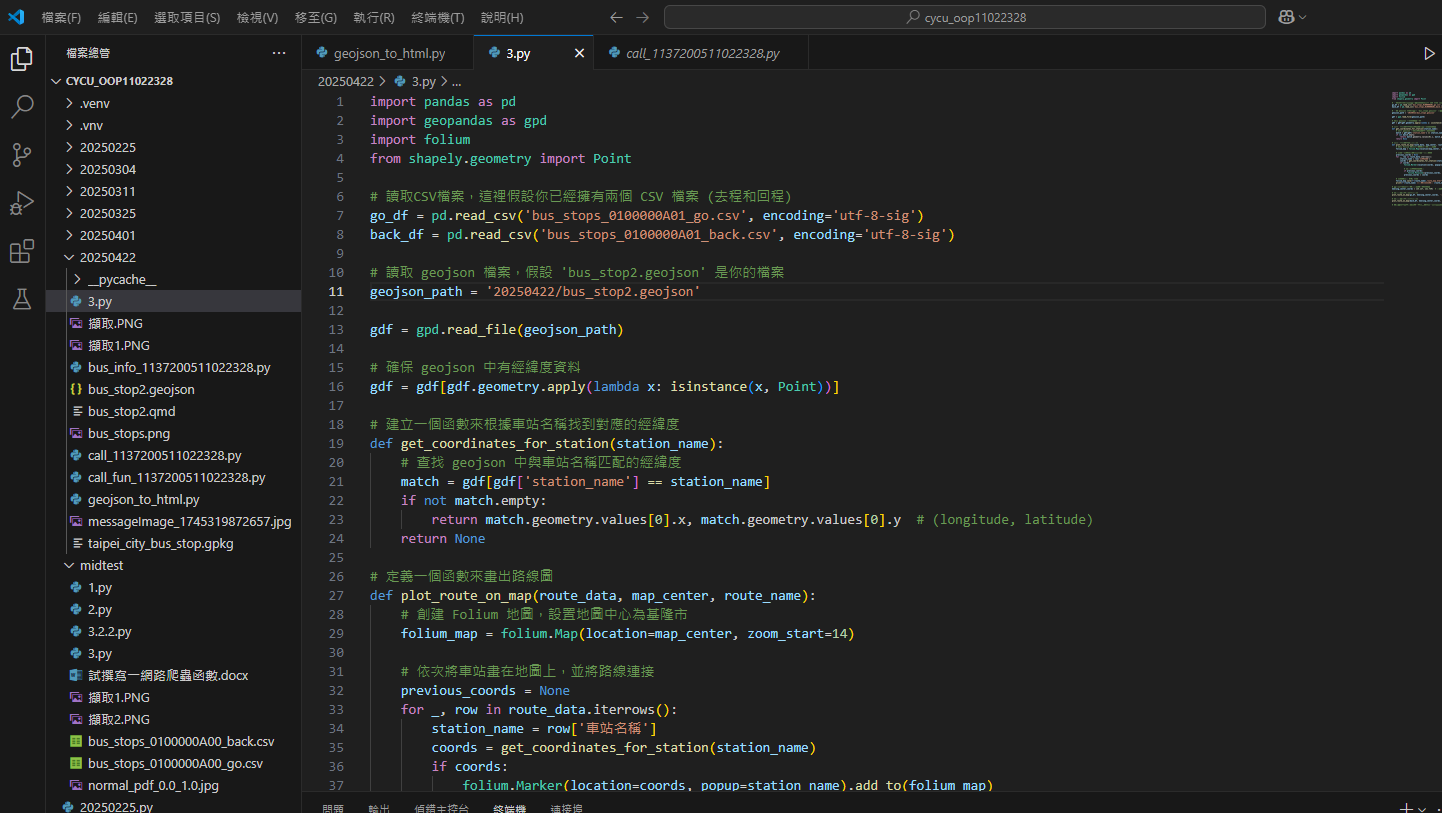 檔案(F) 編輯(E) 選取項目(S) 檢視(V) 移至(G) 執行(R) 終端機(T) 說明(H)
cycu_oop11022328
檔案總管
CYCU_OOP11022328
.venv
.vnv
20250225
20250304
20250311
20250325
20250401
20250422
__pycache__
3.py
擷取.PNG
擷取1.PNG
bus_info_1137200511022328.py
bus_stop2.geojson
bus_stop2.qmd
bus_stops.png
call_1137200511022328.py
call_fun_1137200511022328.py
geojson_to_html.py
messageImage_1745319872657.jpg
taipei_city_bus_stop.gpkg
midtest
1.py
2.py
3.2.2.py
3.py
試撰寫一網路爬蟲函數.docx
擷取1.PNG
擷取2.PNG
bus_stops_0100000A00_back.csv
bus_stops_0100000A00_go.csv
normal_pdf_0.0_1.0.jpg
20250225.py
geojson_to_html.py 3.py call_1137200511022328.py
20250422 > 3.py > ...
1 import pandas as pd
2 import geopandas as gpd
3 import folium
4 from shapely.geometry import Point
5
6 # 讀取CSV檔案，這裡假設你已經擁有兩個 CSV 檔案 (去程和回程)
7 go_df = pd.read_csv('bus_stops_0100000A01_go.csv', encoding='utf-8-sig')
8 back_df = pd.read_csv('bus_stops_0100000A01_back.csv', encoding='utf-8-sig')
9
10 # 讀取 geojson 檔案，假設 'bus_stop2.geojson' 是你的檔案
11 geojson_path = '20250422/bus_stop2.geojson'
12
13 gdf = gpd.read_file(geojson_path)
14
15 # 確保 geojson 中有經緯度資料
16 gdf = gdf[gdf.geometry.apply(lambda x: isinstance(x, Point))]
17
18 # 建立一個函數來根據車站名稱找到對應的經緯度
19 def get_coordinates_for_station(station_name):
20     # 查找 geojson 中與車站名稱匹配的經緯度
21     match = gdf[gdf['station_name'] == station_name]
22     if not match.empty:
23         return match.geometry.values[0].x, match.geometry.values[0].y  # (longitude, latitude)
24     return None
25
26 # 定義一個函數來畫出路線圖
27 def plot_route_on_map(route_data, map_center, route_name):
28     # 創建 Folium 地圖，設置地圖中心為基隆市
29     folium_map = folium.Map(location=map_center, zoom_start=14)
30
31     # 依次將車站畫在地圖上，並將路線連接
32     previous_coords = None
33     for _, row in route_data.iterrows():
34         station_name = row['車站名稱']
35         coords = get_coordinates_for_station(station_name)
36         if coords:
37             folium.Marker(location=coords, popup=station_name).add_to(folium_map)
問題 輸出 偵錯主控台 終端機 連接埠